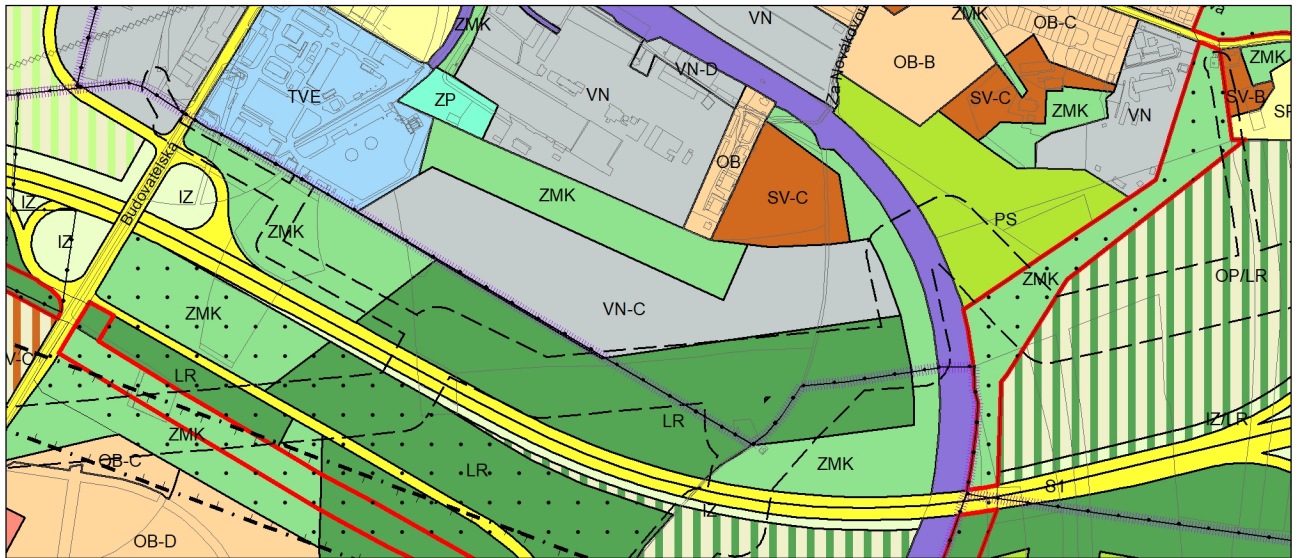 ZMK
VN
Za Novákovou
ZMK
OB-C
OB-B
ZMK
VN-D
TVE
ZP
VN
SV-C
ZMK
VN
SV-B
OB
IZ
Budovatelská
IZ
ZMK
SV-C
PS
IZ
ZMK
ZMK
OP/LR
ZMK
VN-C
V-C
LR
ZMK
LR
IZ/LR
OB-C
LR
ZMK
S1
IZ
OB-D